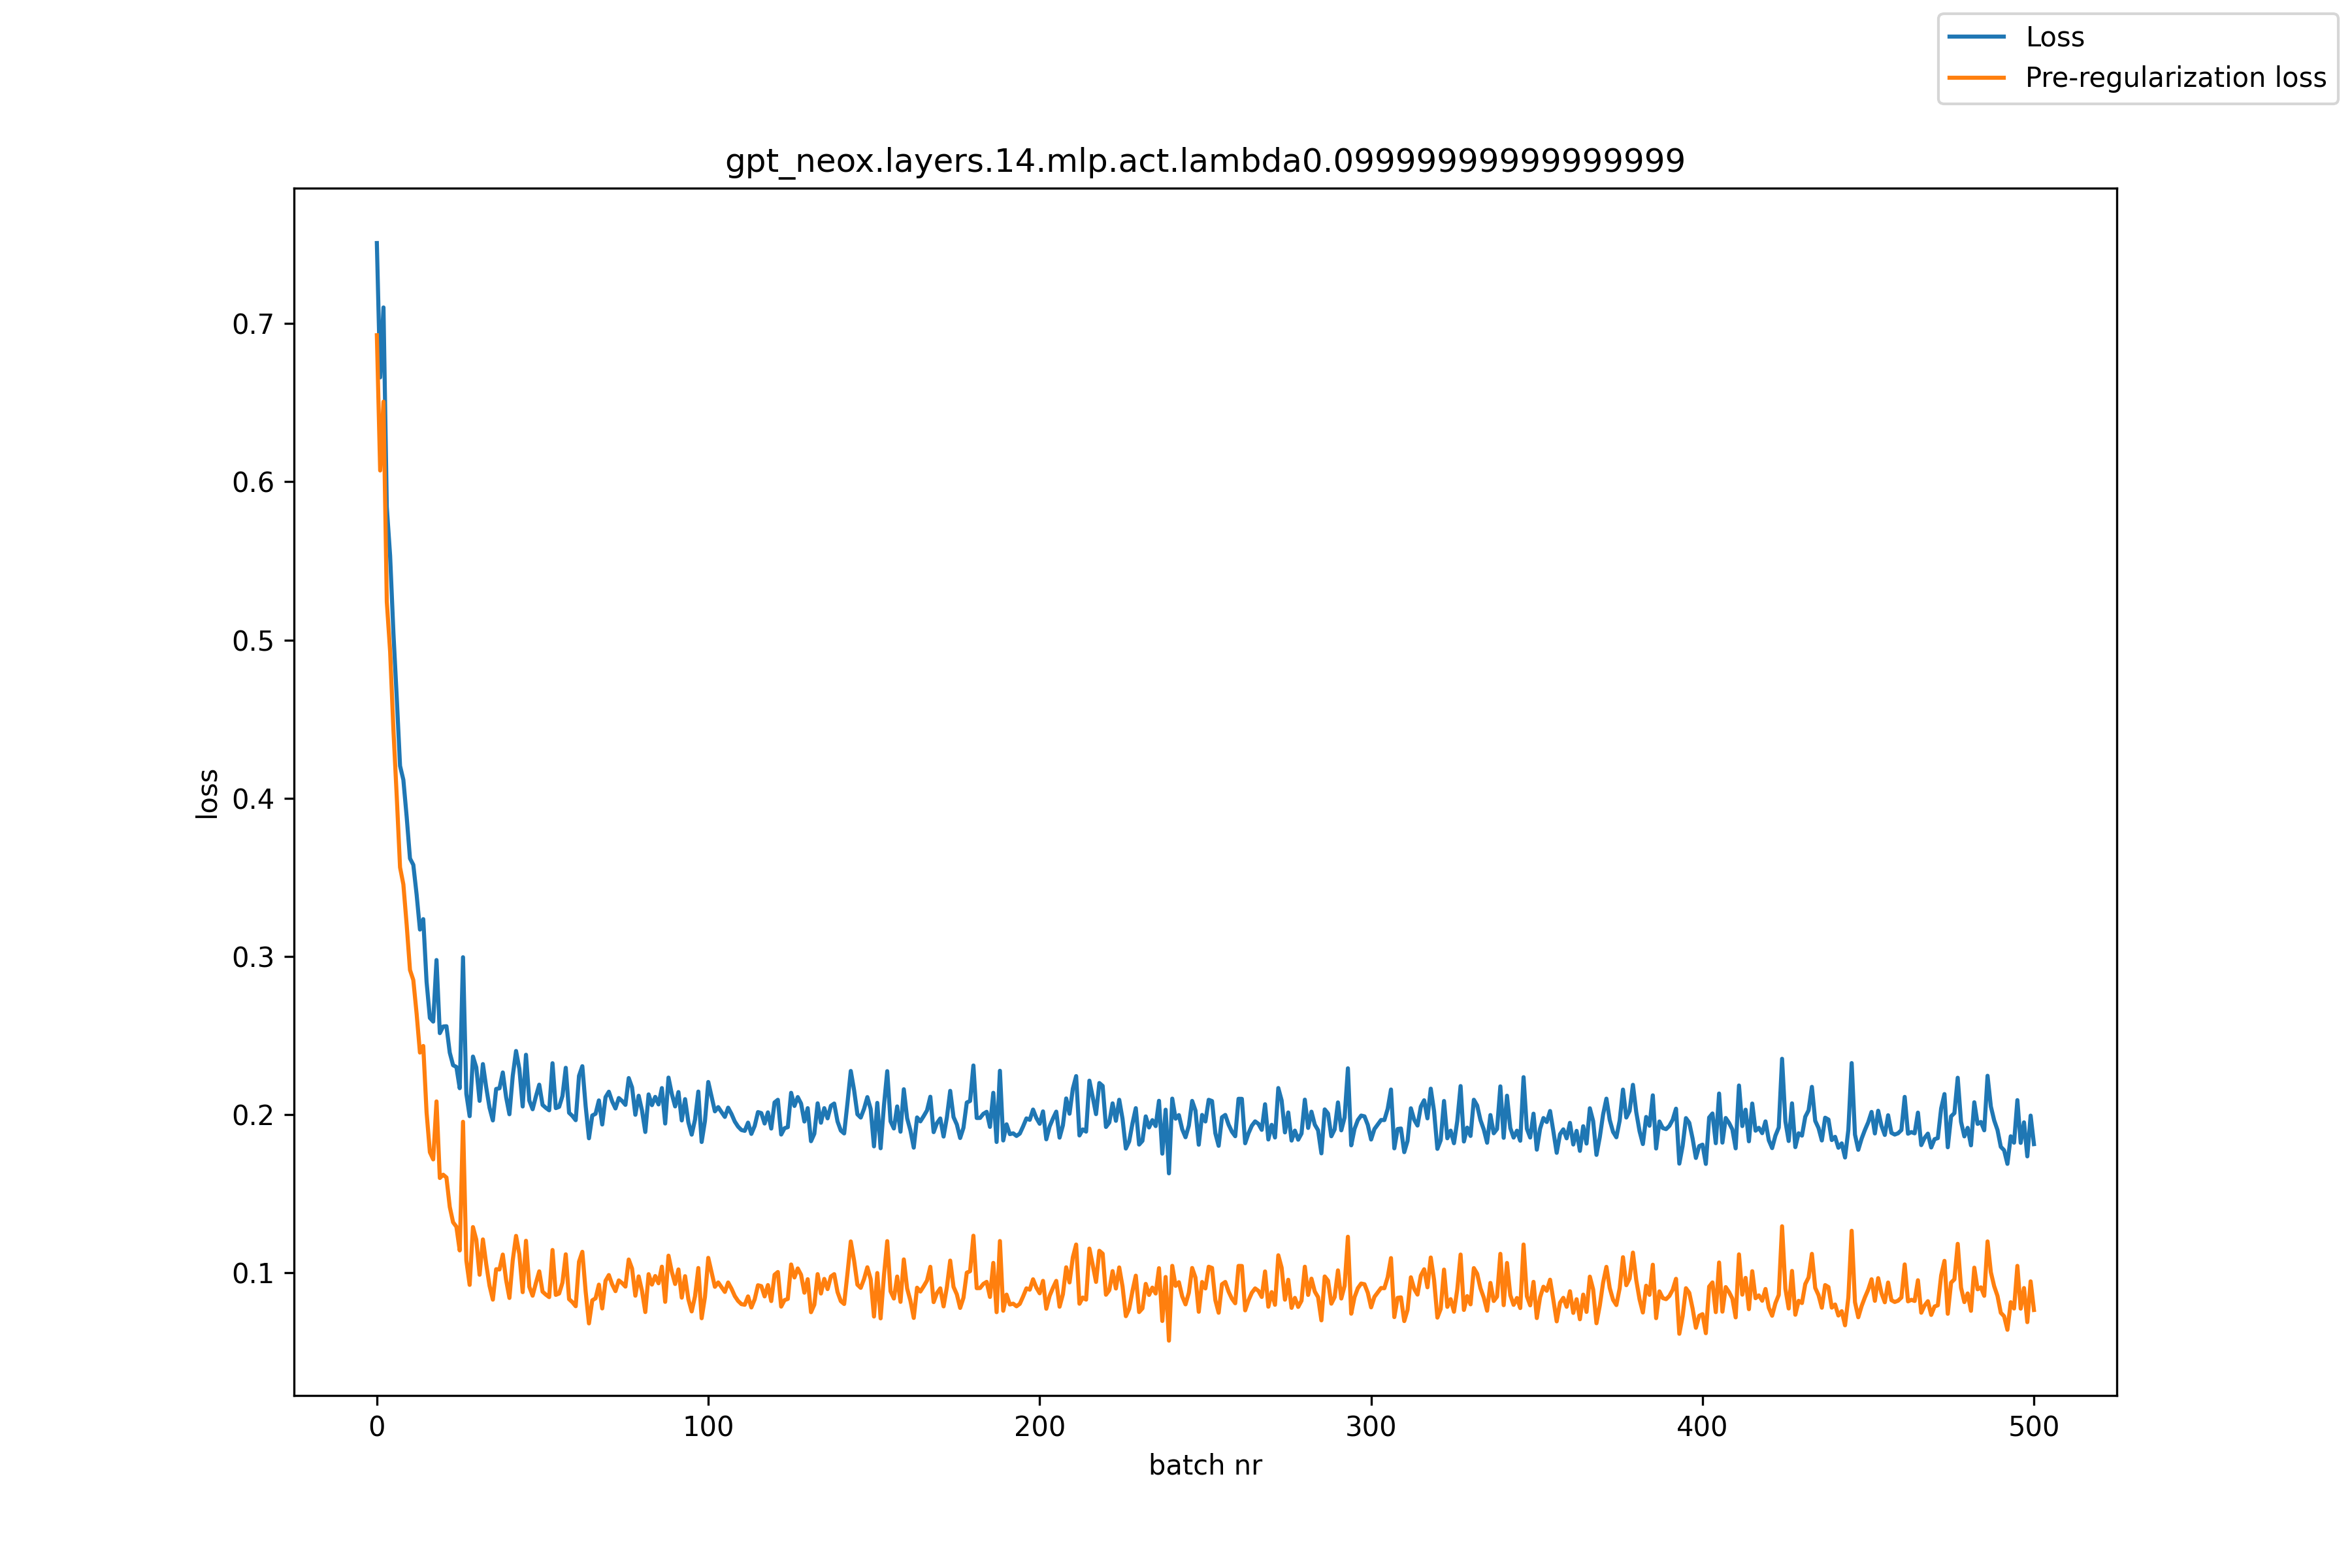 Loss
Pre-regularization loss
gpt_neox.layers.14.mlp.act.lambda0.09999999999999999
0.7
0.6
0.5
0.4
0.3
0.2
0.1
loss
0 100 200 300 400 500
batch nr